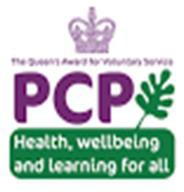 The Queen's Award for Voluntary Service
PCP
Health, wellbeing
and learning for all